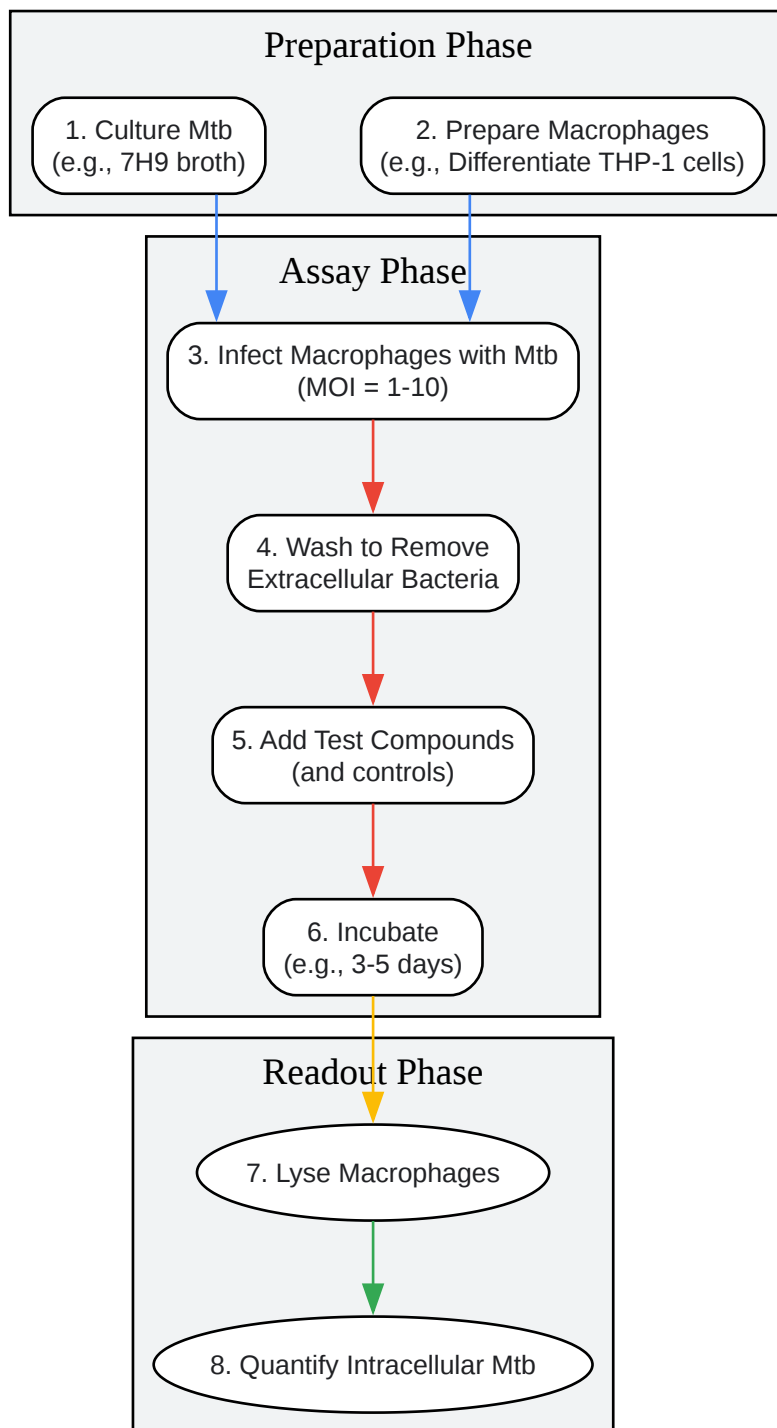 Preparation Phase
1. Culture Mtb
(e.g., 7H9 broth)
2. Prepare Macrophages
(e.g., Differentiate THP-1 cells)
Assay Phase
3. Infect Macrophages with Mtb
(MOI = 1-10)
4. Wash to Remove
Extracellular Bacteria
5. Add Test Compounds
(and controls)
6. Incubate
(e.g., 3-5 days)
Readout Phase
7. Lyse Macrophages
8. Quantify Intracellular Mtb